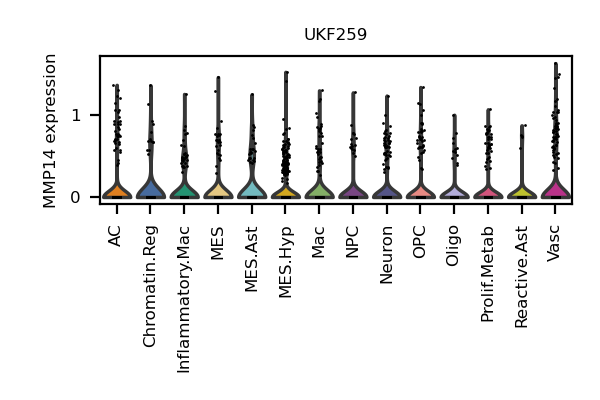 UKF259
MMP14 expression
1
0
AC
Chromatin.Reg
Inflammatory.Mac
MES
MES.Ast
MES.Hyp
Mac
NPC
Neuron
OPC
Oligo
Prolif.Metab
Reactive.Ast
Vasc